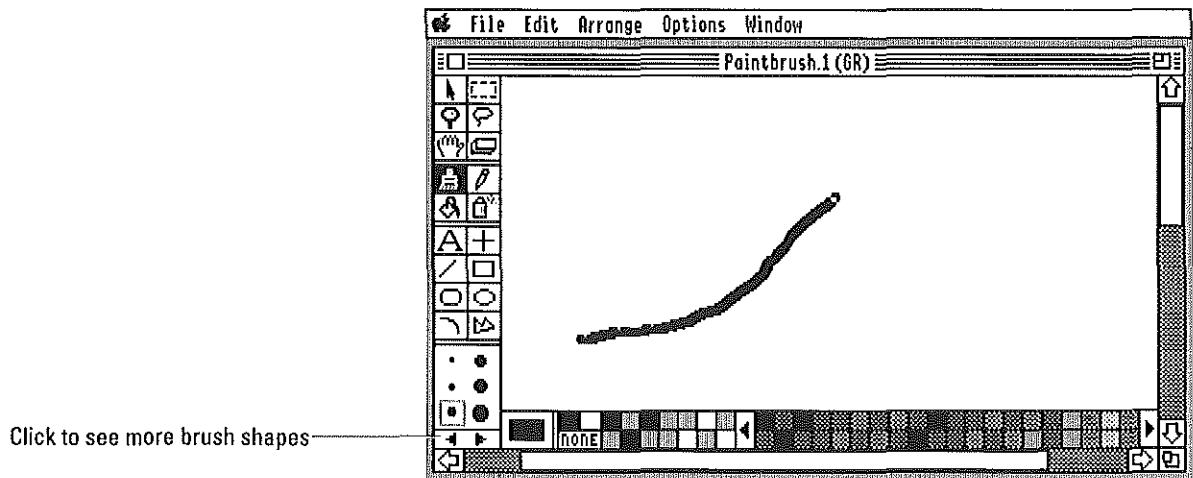 File Edit Arrange Options Window
Paintbrush.1 (GR)
A
nonE
Click to see more brush shapes